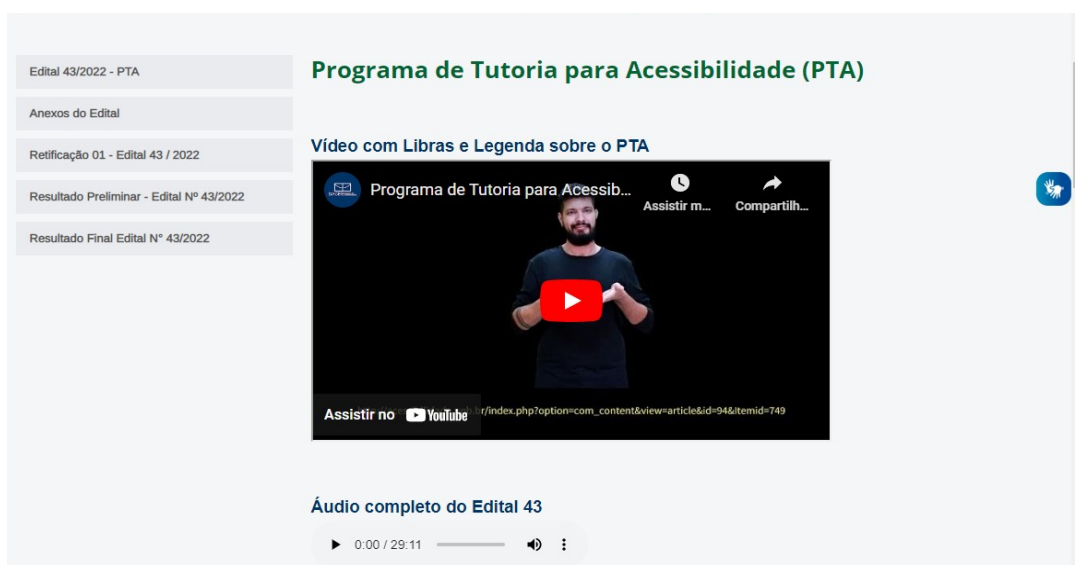 Edital 43/2022 - PTA
Anexos do Edital
Retificação 01 - Edital 43 / 2022
Resultado Preliminar - Edital Nº 43/2022
Resultado Final Edital N° 43/2022
Programa de Tutoria para Acessibilidade (PTA)
Vídeo com Libras e Legenda sobre o PTA
Programa de Tutoria para Acessib...
Assistir m...
Compartilh...
Assistir no YouTube
br/index.php?option=com_content&view=article&id=94&Itemid=749
Áudio completo do Edital 43
0:00 / 29:11